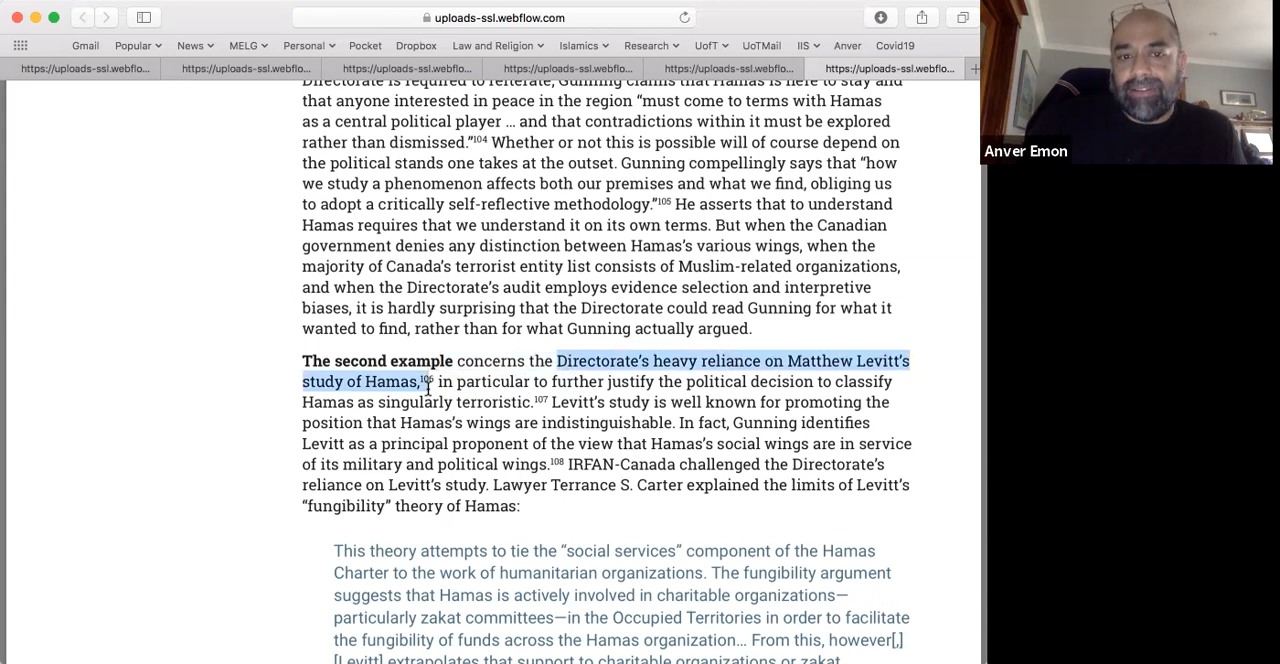 uploads-ssl.webflow.com
Gmail Popular News MELG Personal Pocket Dropbox Law and Religion Islamics Research UofT UoTMail IIS Anver Covid19
https://uploads-ssl.webflo... https://uploads-ssl.webflo... https://uploads-ssl.webflo... https://uploads-ssl.webflo... https://uploads-ssl.webflo... https://uploads-ssl.webflo...
Directorate is required to reiterate, Gunning claims that Hamas is here to stay and
that anyone interested in peace in the region “must come to terms with Hamas
as a central political player … and that contradictions within it must be explored
rather than dismissed.”104 Whether or not this is possible will of course depend on
the political stands one takes at the outset. Gunning compellingly says that “how
we study a phenomenon affects both our premises and what we find, obliging us
to adopt a critically self-reflective methodology.”105 He asserts that to understand
Hamas requires that we understand it on its own terms. But when the Canadian
government denies any distinction between Hamas’s various wings, when the
majority of Canada’s terrorist entity list consists of Muslim-related organizations,
and when the Directorate’s audit employs evidence selection and interpretive
biases, it is hardly surprising that the Directorate could read Gunning for what it
wanted to find, rather than for what Gunning actually argued.
The second example concerns the Directorate’s heavy reliance on Matthew Levitt’s
study of Hamas,106 in particular to further justify the political decision to classify
Hamas as singularly terroristic.107 Levitt’s study is well known for promoting the
position that Hamas’s wings are indistinguishable. In fact, Gunning identifies
Levitt as a principal proponent of the view that Hamas’s social wings are in service
of its military and political wings.108 IRFAN-Canada challenged the Directorate’s
reliance on Levitt’s study. Lawyer Terrance S. Carter explained the limits of Levitt’s
“fungibility” theory of Hamas:
This theory attempts to tie the “social services” component of the Hamas
Charter to the work of humanitarian organizations. The fungibility argument
suggests that Hamas is actively involved in charitable organizations—
particularly zakat committees—in the Occupied Territories in order to facilitate
the fungibility of funds across the Hamas organization… From this, however[,]
[Levitt] extrapolates that support to charitable organizations or zakat
Anver Emon